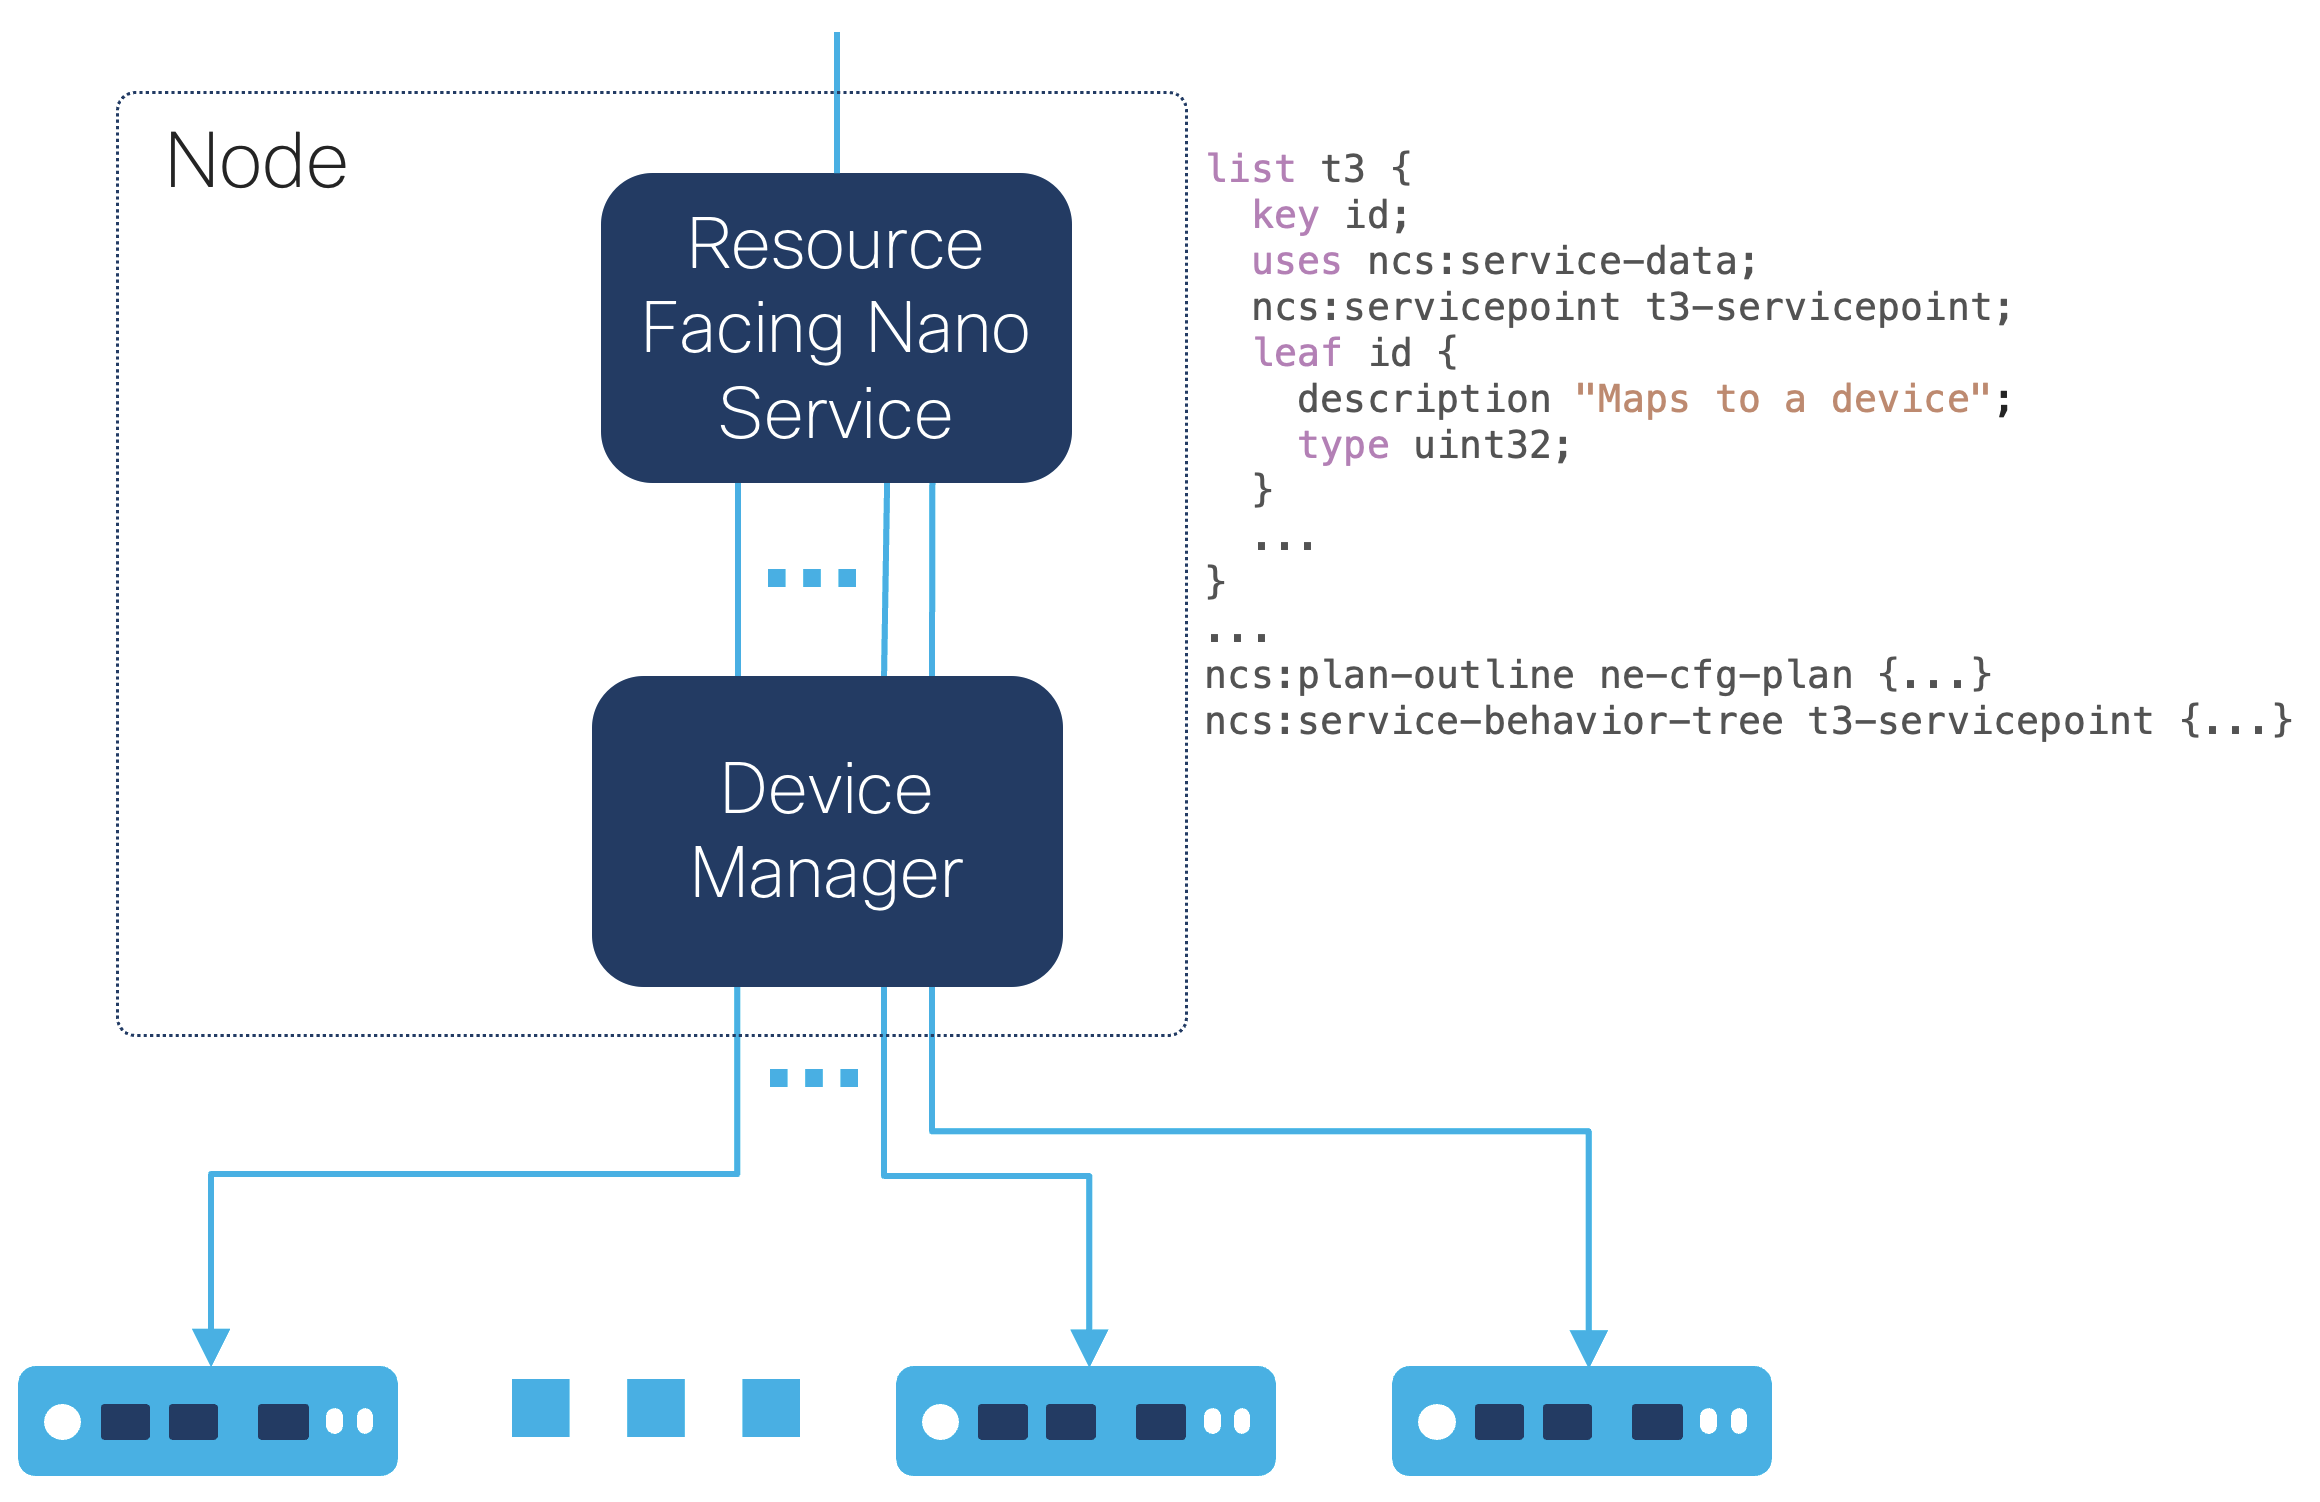 Node
Resource
Facing Nano
Service
Device
Manager
list t3 {
  key id;
  uses ncs:service-data;
  ncs:servicepoint t3-servicepoint;
  leaf id {
    description "Maps to a device";
    type uint32;
  }
  ...
}
...
ncs:plan-outline ne-cfg-plan {...}
ncs:service-behavior-tree t3-servicepoint {...}